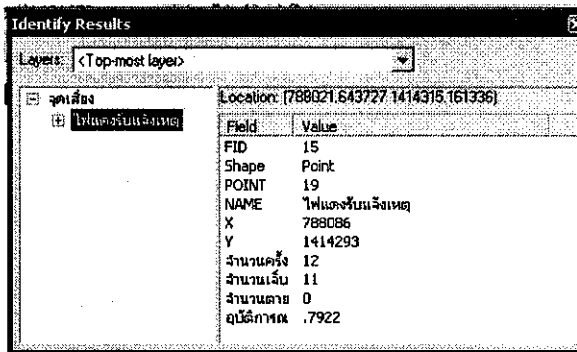 Identify Results
Layers: <Top-most layer>
จุดเสี่ยง
ไฟแดงรับแจ้งเหตุ
Location: (788021.643727 1414315.161336)
Field Value
FID 15
Shape Point
POINT 19
NAME ไฟแดงรับแจ้งเหตุ
X 788086
Y 1414293
จำนวนครั้ง 12
จำนวนเจ็บ 11
จำนวนตาย 0
อุบัติการณ .7922